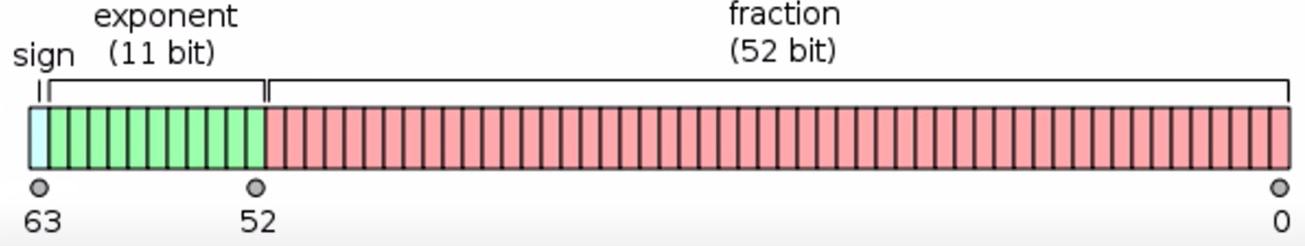 exponent
(11 bit)
sign
fraction
(52 bit)
63
52
0